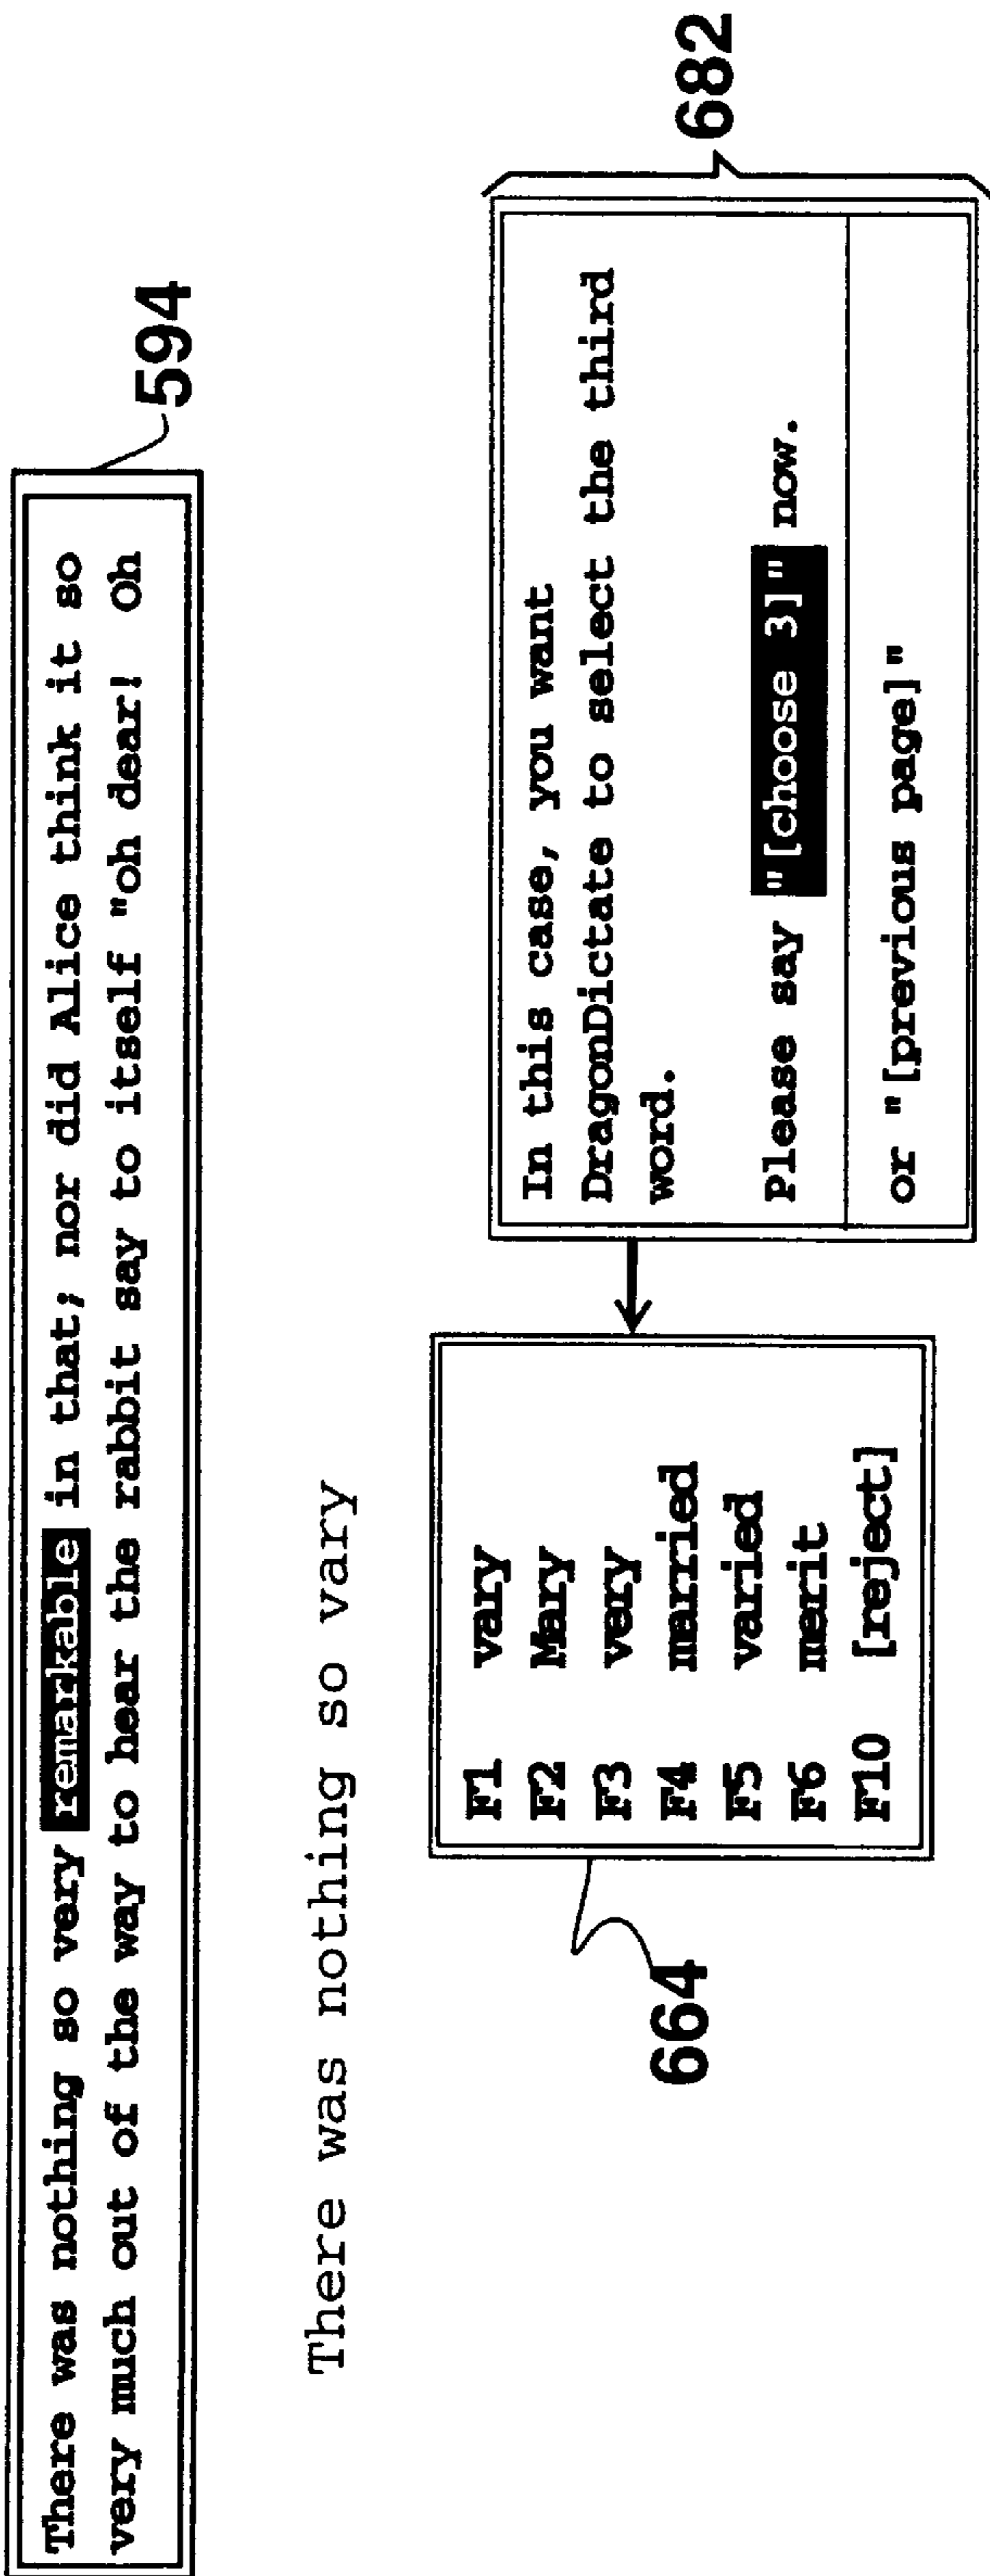 There was nothing so very remarkable in that; nor did Alice think it so
very much out of the way to hear the rabbit say to itself "oh dear! Oh
594
There was nothing so vary
F1 vary
F2 Mary
F3 very
F4 married
F5 varied
F6 merit
F10 [reject]
664
In this case, you want
DragonDictate to select the third
word.
Please say "[choose 3]" now.
or "[previous page]"
682